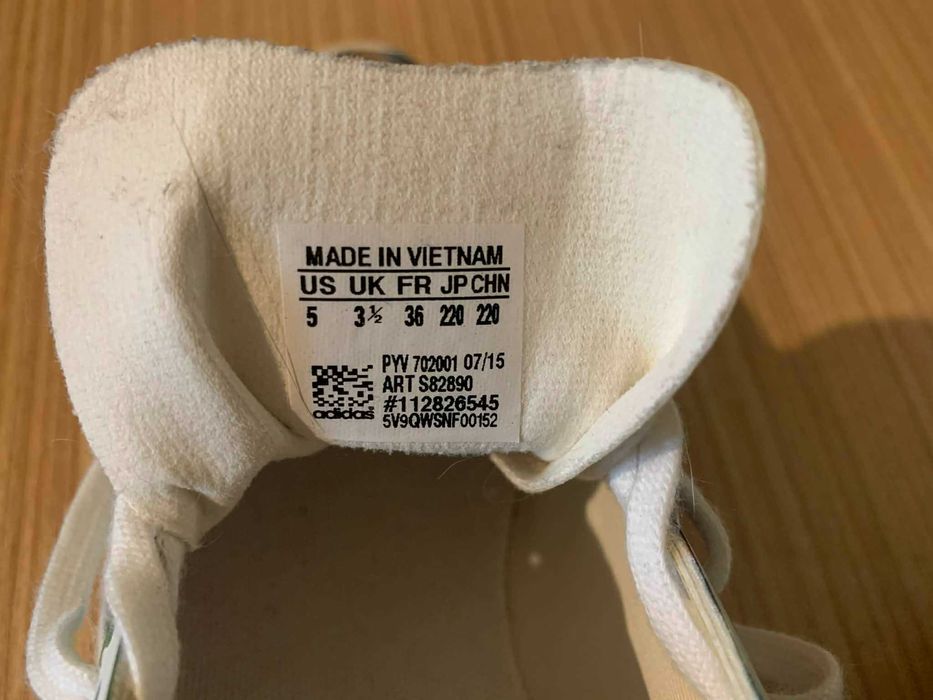 MADE IN VIETNAM
US UK FR JP CHN
5 3½ 36 220 220
PYV 702001 07/15
ART S82890
#112826545
adidas 5V9QWSNF00152